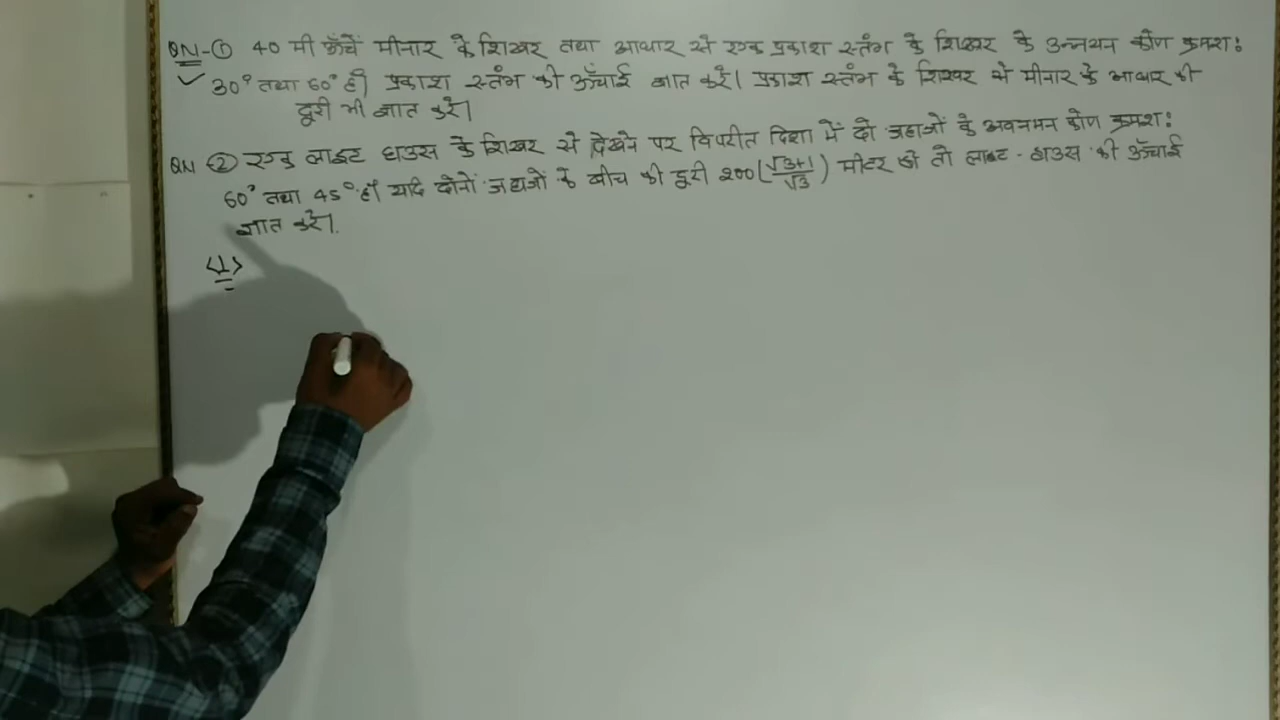 QN-① 40 मी ऊँचें मीनार के शिखर तथा आधार से एक प्रकाश स्तंभ के शिखर के उन्नयन कोण क्रमश:
30° तथा 60° हैं। प्रकाश स्तंभ की ऊँचाई ज्ञात करें। प्रकाश स्तंभ के शिखर से मीनार के आधार की
दूरी भी ज्ञात करें।
QN ② एक लाइट हाउस के शिखर से देखने पर विपरीत दिशा में दो जहाजों के अवनमन कोण क्रमश:
60° तथा 45° हैं। यदि दोनों जहाजों के बीच की दूरी 200(√3+1/√3) मीटर हो तो लाइट-हाउस की ऊँचाई
ज्ञात करें।
<1>